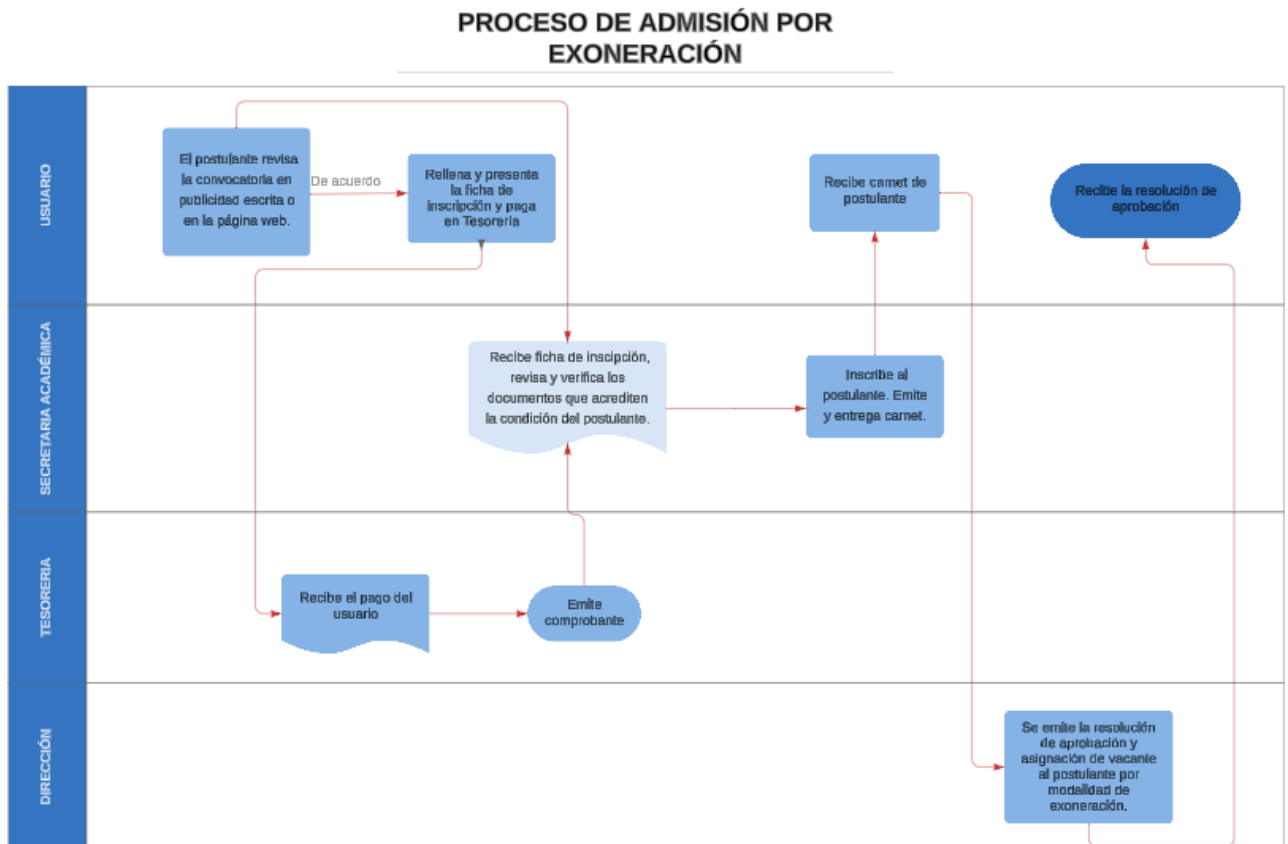 PROCESO DE ADMISIÓN POR
EXONERACIÓN
USUARIO
El postulante revisa
la convocatoria en
publicidad escrita o
en la página web.
De acuerdo
Rellena y presenta
la ficha de
inscripción y paga
en Tesorería
Recibe carnet de
postulante
Recibe la resolución de
aprobación
SECRETARIA ACADÉMICA
Recibe ficha de inscipción,
revisa y verifica los
documentos que acrediten
la condición del postulante.
Inscribe al
postulante. Emite
y entrega carnet.
TESORERIA
Recibe el pago del
usuario
Emite
comprobante
DIRECCIÓN
Se emite la resolución
de aprobación y
asignación de vacante
al postulante por
modalidad de
exoneración.